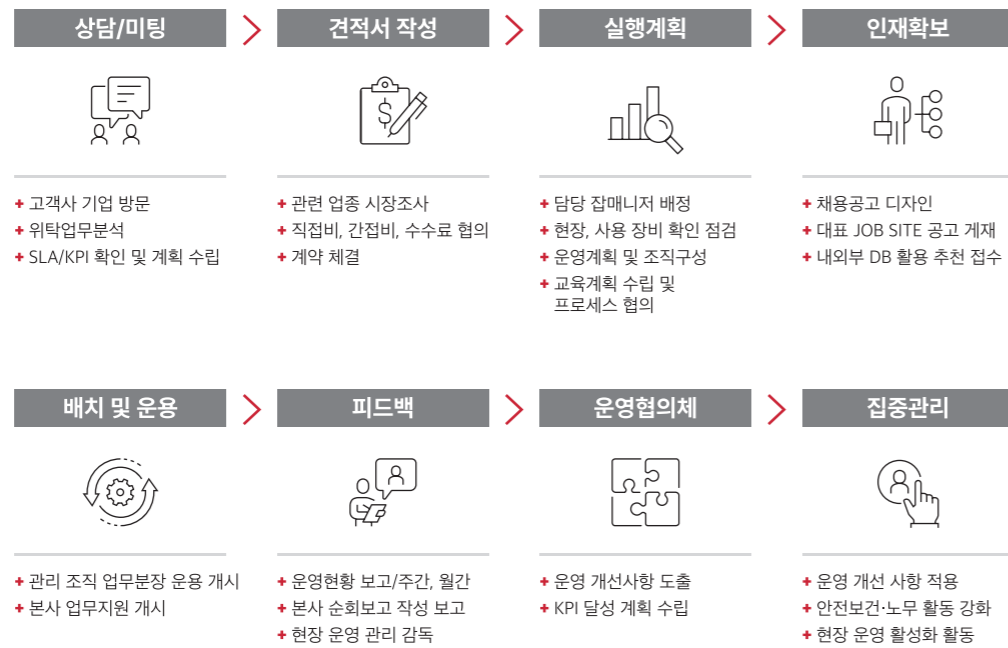 상담/미팅
견적서 작성
실행계획
인재확보
$
+ 고객사 기업 방문
+ 위탁업무분석
+ SLA/KPI 확인 및 계획 수립
+ 관련 업종 시장조사
+ 직접비, 간접비, 수수료 협의
+ 계약 체결
+ 담당 잡매니저 배정
+ 현장, 사용 장비 확인 점검
+ 운영계획 및 조직구성
+ 교육계획 수립 및
프로세스 협의
+ 채용공고 디자인
+ 대표 JOB SITE 공고 게재
+ 내외부 DB 활용 추천 접수
배치 및 운용
피드백
운영협의체
집중관리
+ 관리 조직 업무분장 운용 개시
+ 본사 업무지원 개시
+ 운영현황 보고/주간, 월간
+ 본사 순회보고 작성 보고
+ 현장 운영 관리 감독
+ 운영 개선사항 도출
+ KPI 달성 계획 수립
+ 운영 개선 사항 적용
+ 안전보건·노무 활동 강화
+ 현장 운영 활성화 활동